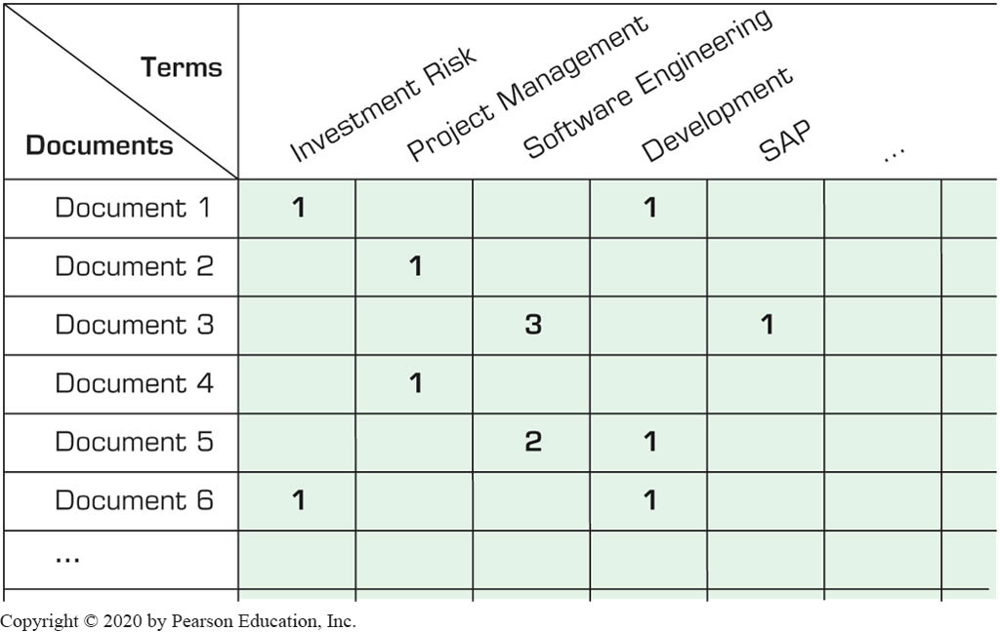 Terms
Documents
Investment Risk
Project Management
Software Engineering
Development
SAP
...
Document 1 1 1
Document 2 1
Document 3 3 1
Document 4 1
Document 5 2 1
Document 6 1 1
...
Copyright © 2020 by Pearson Education, Inc.